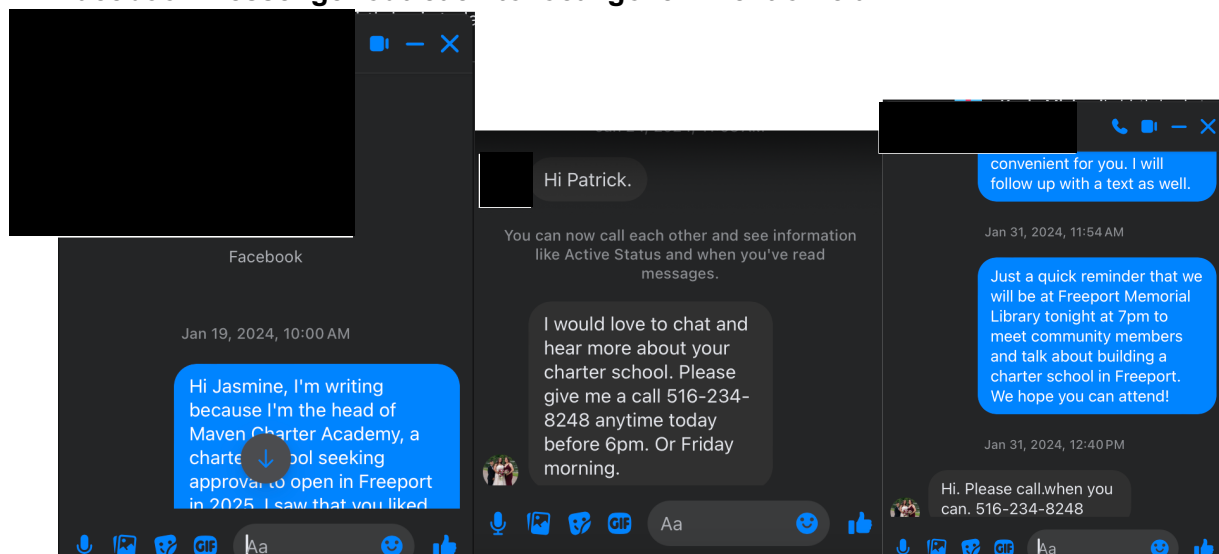 Facebook
Jan 19, 2024, 10:00 AM
Hi Jasmine, I'm writing
because I'm the head of
Maven Charter Academy, a
seeking
approval to open in Freeport
in 2025. I saw that you liked
Aa
Hi Patrick.
You can now call each other and see information
like Active Status and when you've read
messages.
I would love to chat and
hear more about your
charter school. Please
give me a call 516-234-
8248 anytime today
before 6pm. Or Friday
morning.
GIF
Aa
convenient for you. I will
follow up with a text as well.
Jan 31, 2024, 11:54 AM
Just a quick reminder that we
will be at Freeport Memorial
Library tonight at 7pm to
meet community members
and talk about building a
charter school in Freeport.
We hope you can attend!
Jan 31, 2024, 12:40 PM
Hi. Please call.when you
can. 516-234-8248
GIF
Aa